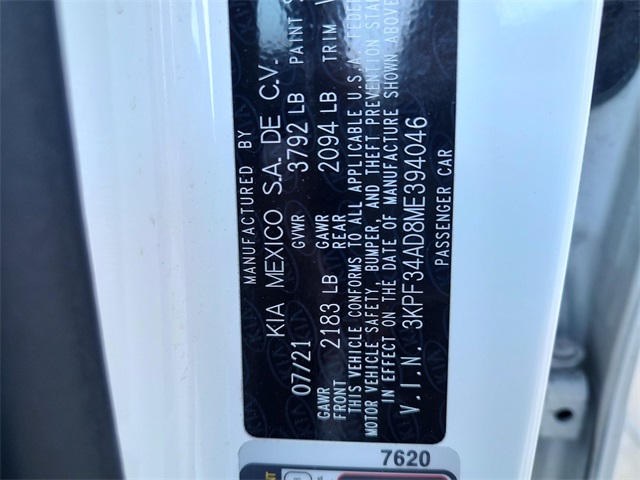 MANUFACTURED BY
KIA MEXICO S.A. DE C.V.
07/21 GVWR 3792 LB PAINT
GAWR FRONT 2183 LB GAWR REAR 2094 LB TRIM
THIS VEHICLE CONFORMS TO ALL APPLICABLE U.S.A. FEDER
MOTOR VEHICLE SAFETY, BUMPER, AND THEFT PREVENTION STA
IN EFFECT ON THE DATE OF MANUFACTURE SHOWN ABOVE
V.I.N. 3KPF34AD8ME394046
PASSENGER CAR
7620